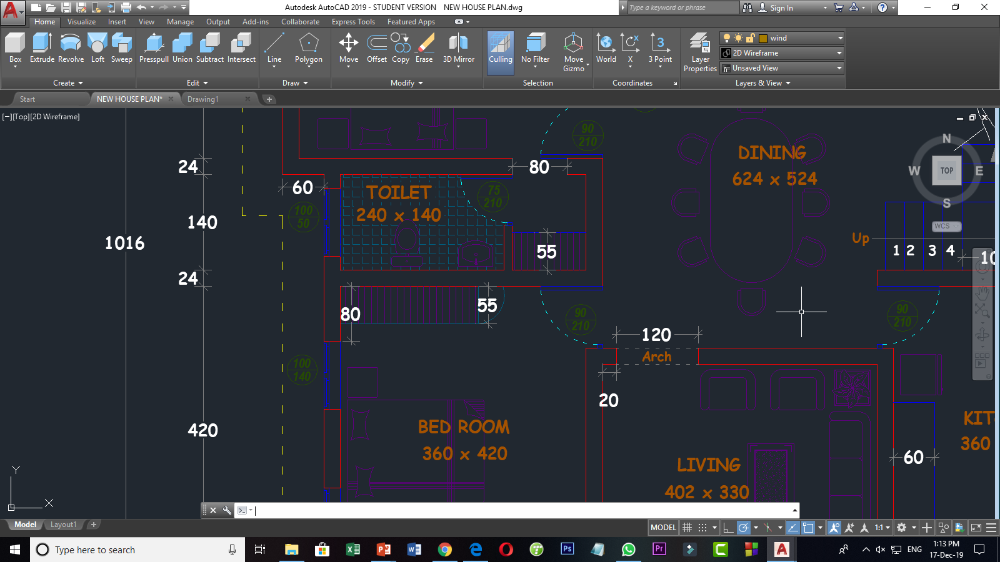 Autodesk AutoCAD 2019 - STUDENT VERSION NEW HOUSE PLAN.dwg
Type a keyword or phrase
Sign In
Home Visualize Insert View Manage Output Add-ins Collaborate Express Tools Featured Apps
Box Extrude Revolve Loft Sweep Presspull Union Subtract Intersect Line Polygon Move Offset Copy Erase 3D Mirror Culling No Filter Move Gizmo World X 3 Point Layer Properties
wind
2D Wireframe
Unsaved View
Create Edit Draw Modify Selection Coordinates Layers & View
Start NEW HOUSE PLAN* Drawing1
[−][Top][2D Wireframe]
N
W TOP E
S
WCS
90
210
DINING
624 x 524
24
80
60
TOILET
240 x 140
75
210
100
50
140
1016
55
Up
1 2 3 4
10
24
80
55
90
210
90
210
120
Arch
100
140
20
420
BED ROOM
360 x 420
LIVING
402 x 330
KIT
360
60
Y
X
Model Layout1
MODEL
1:1
Type here to search
ENG
1:13 PM
17-Dec-19